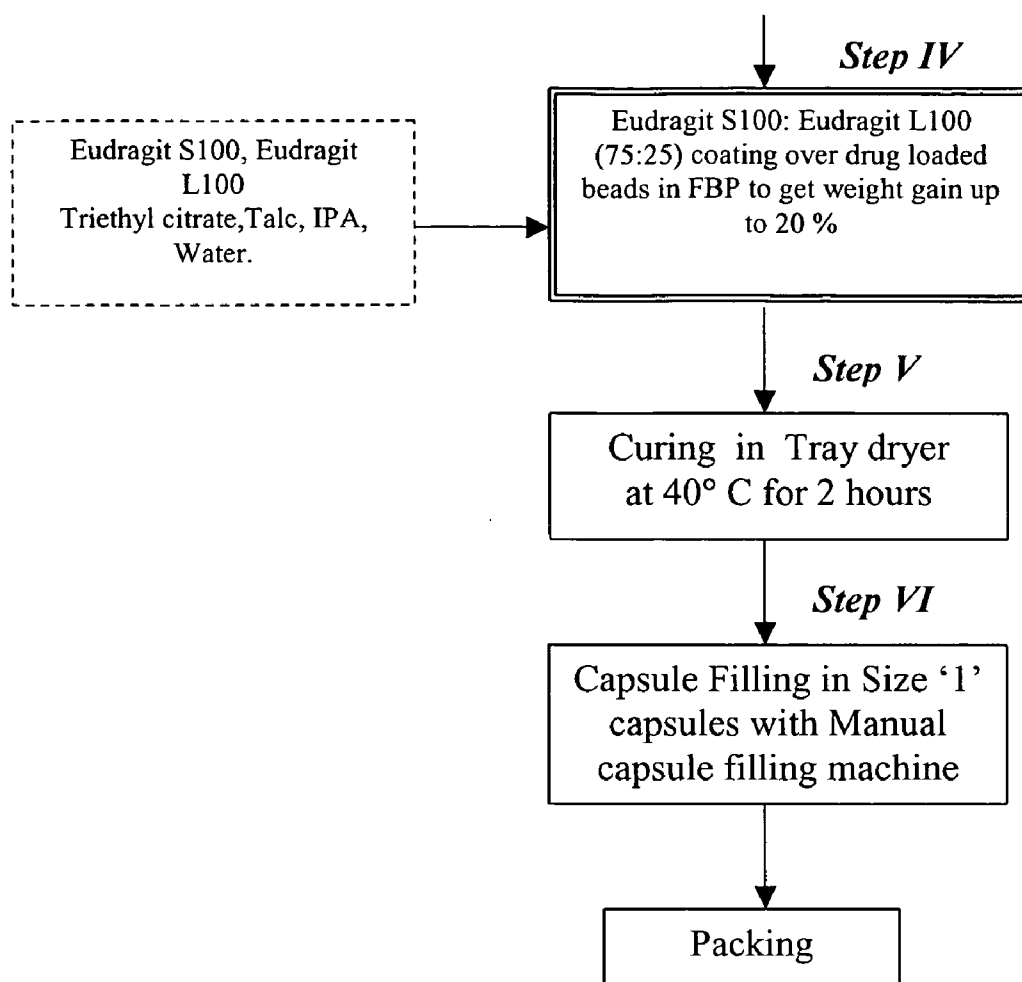 Step IV
Eudragit S100, Eudragit
L100
Triethyl citrate,Talc, IPA,
Water.
Eudragit S100: Eudragit L100
(75:25) coating over drug loaded
beads in FBP to get weight gain up
to 20 %
Step V
Curing in Tray dryer
at 40° C for 2 hours
Step VI
Capsule Filling in Size ‘1’
capsules with Manual
capsule filling machine
Packing